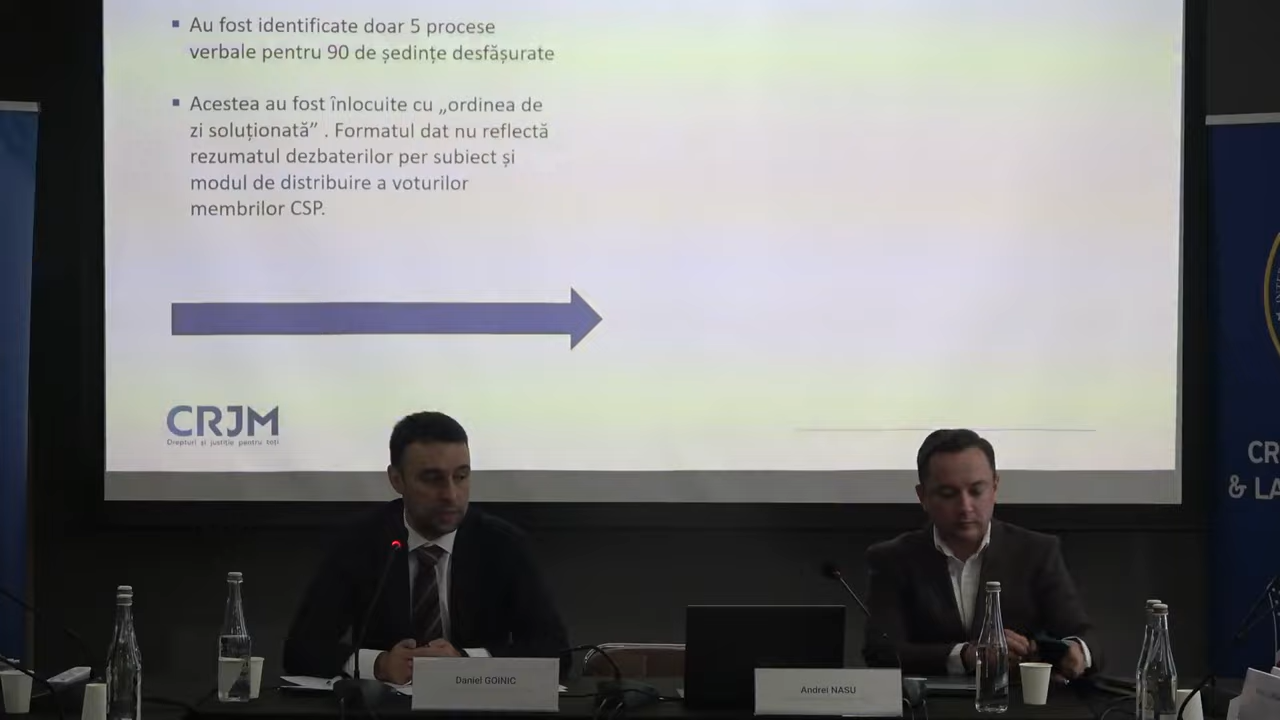 ▪ Au fost identificate doar 5 procese
verbale pentru 90 de ședințe desfășurate
▪ Acestea au fost înlocuite cu „ordinea de
zi soluționată” . Formatul dat nu reflectă
rezumatul dezbaterilor per subiect și
modul de distribuire a voturilor
membrilor CSP.
CRJM
Drepturi și justiție pentru toți
CR
& LA
Daniel GOINIC
Andrei NASU